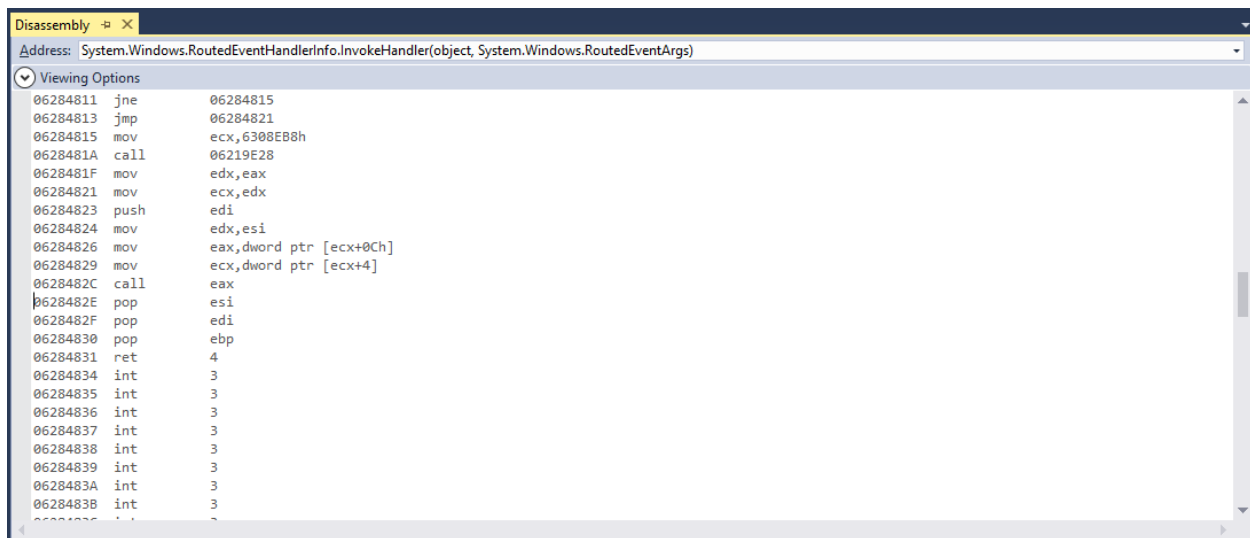 Disassembly
Address: System.Windows.RoutedEventHandlerInfo.InvokeHandler(object, System.Windows.RoutedEventArgs)
Viewing Options
06284811 jne 06284815
06284813 jmp 06284821
06284815 mov ecx,6308EB8h
0628481A call 06219E28
0628481F mov edx,eax
06284821 mov ecx,edx
06284823 push edi
06284824 mov edx,esi
06284826 mov eax,dword ptr [ecx+0Ch]
06284829 mov ecx,dword ptr [ecx+4]
0628482C call eax
0628482E pop esi
0628482F pop edi
06284830 pop ebp
06284831 ret 4
06284834 int 3
06284835 int 3
06284836 int 3
06284837 int 3
06284838 int 3
06284839 int 3
0628483A int 3
0628483B int 3